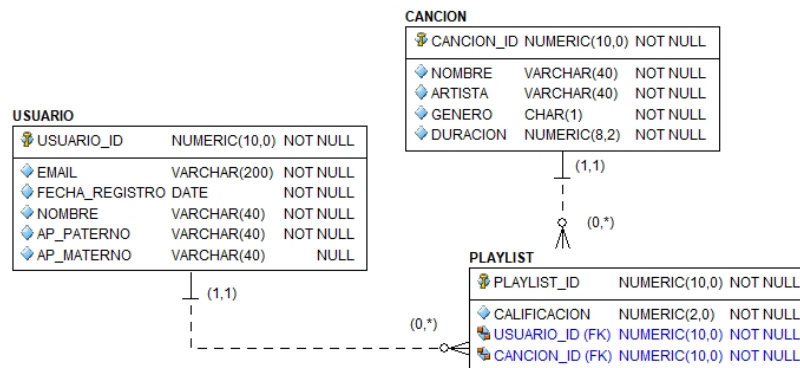 CANCION
CANCION_ID NUMERIC(10,0) NOT NULL
NOMBRE VARCHAR(40) NOT NULL
ARTISTA VARCHAR(40) NOT NULL
GENERO CHAR(1) NOT NULL
DURACION NUMERIC(8,2) NOT NULL
USUARIO
USUARIO_ID NUMERIC(10,0) NOT NULL
EMAIL VARCHAR(200) NOT NULL
FECHA_REGISTRO DATE NOT NULL
NOMBRE VARCHAR(40) NOT NULL
AP_PATERNO VARCHAR(40) NOT NULL
AP_MATERNO VARCHAR(40) NULL
(1,1)
(0,*)
(1,1)
(0,*)
PLAYLIST
PLAYLIST_ID NUMERIC(10,0) NOT NULL
CALIFICACION NUMERIC(2,0) NOT NULL
USUARIO_ID (FK) NUMERIC(10,0) NOT NULL
CANCION_ID (FK) NUMERIC(10,0) NOT NULL